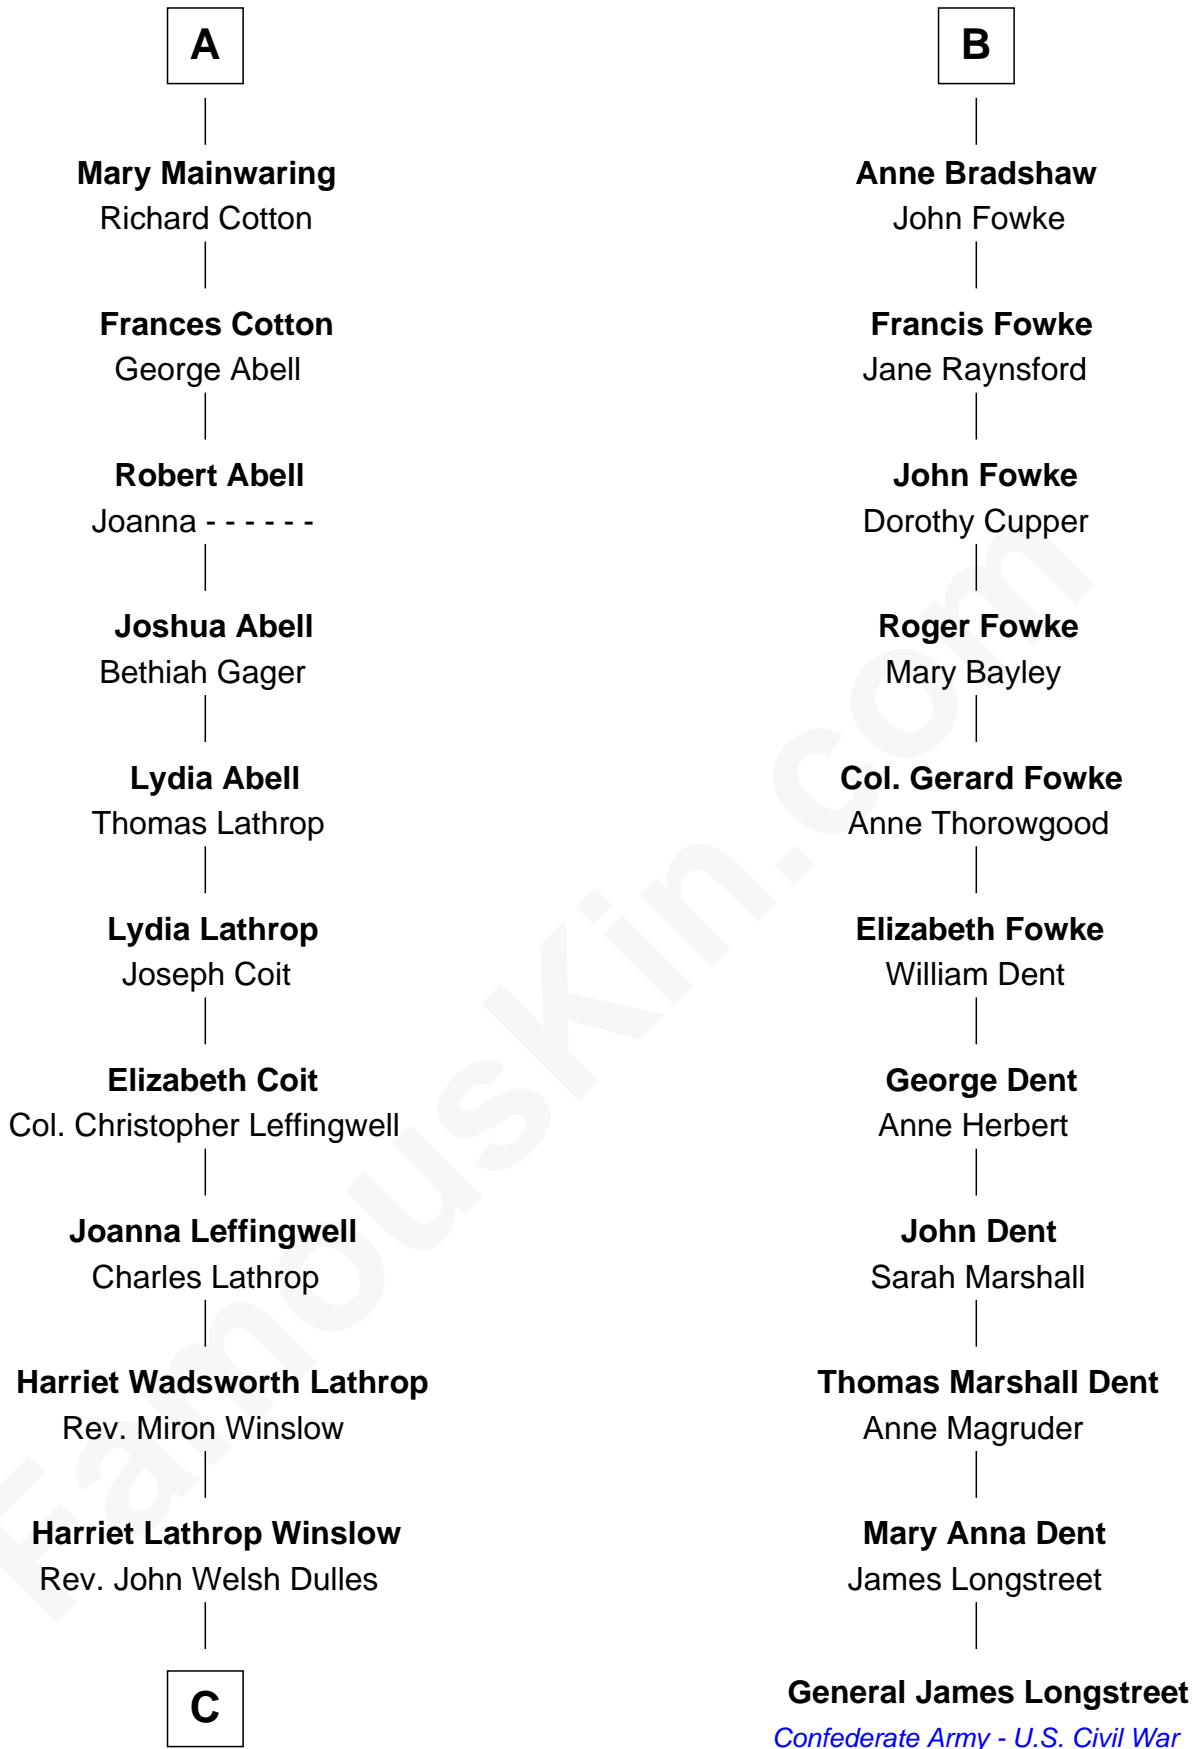 A
Mary Mainwaring
Richard Cotton
Frances Cotton
George Abell
Robert Abell
Joanna - - - - - -
Joshua Abell
Bethiah Gager
Lydia Abell
Thomas Lathrop
Lydia Lathrop
Joseph Coit
Elizabeth Coit
Col. Christopher Leffingwell
Joanna Leffingwell
Charles Lathrop
Harriet Wadsworth Lathrop
Rev. Miron Winslow
Harriet Lathrop Winslow
Rev. John Welsh Dulles
C
B
Anne Bradshaw
John Fowke
Francis Fowke
Jane Raynsford
John Fowke
Dorothy Cupper
Roger Fowke
Mary Bayley
Col. Gerard Fowke
Anne Thorowgood
Elizabeth Fowke
William Dent
George Dent
Anne Herbert
John Dent
Sarah Marshall
Thomas Marshall Dent
Anne Magruder
Mary Anna Dent
James Longstreet
General James Longstreet
Confederate Army - U.S. Civil War
FamousKin.com